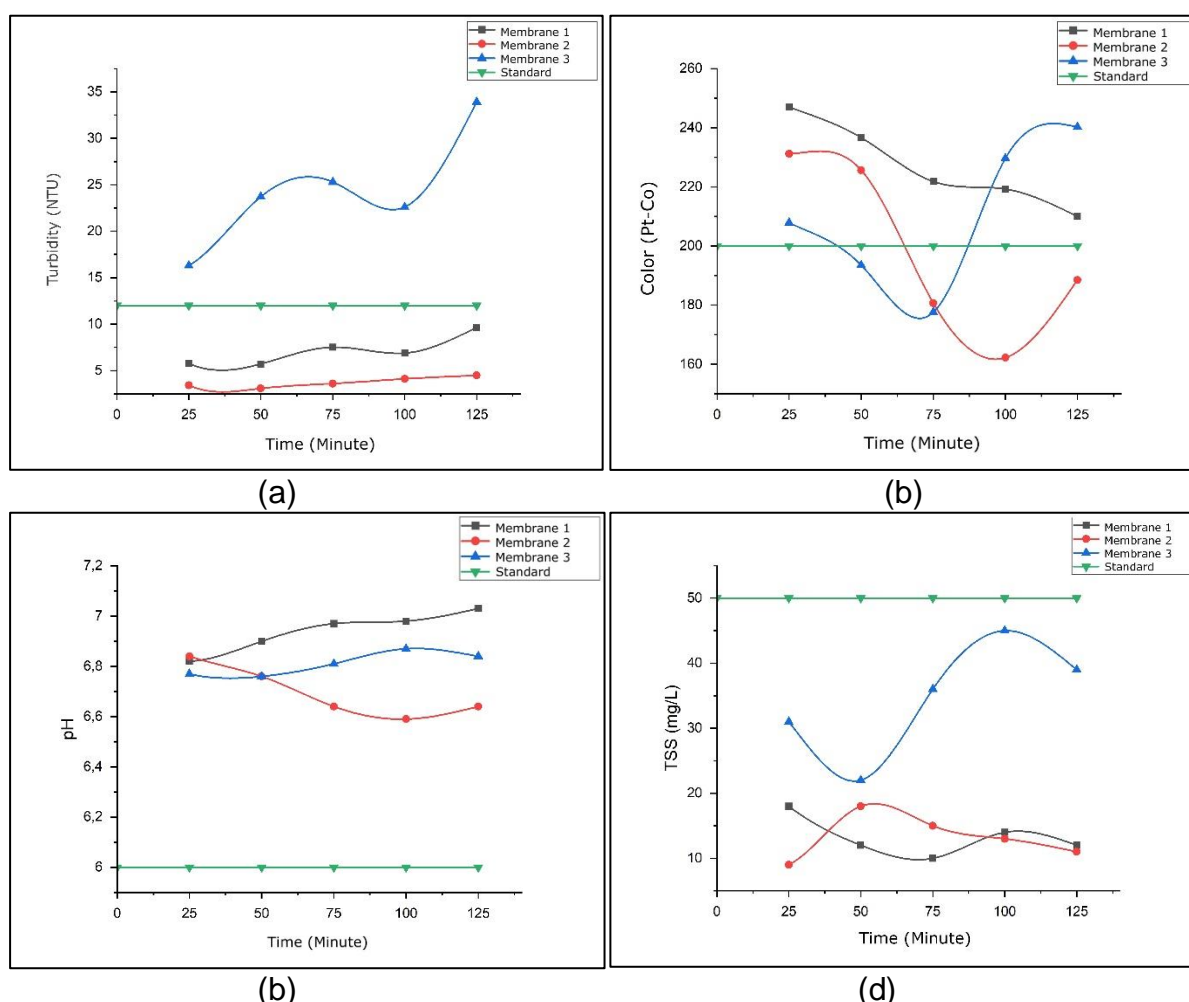 Membrane 1
Membrane 2
Membrane 3
Standard
35
30
25
20
15
10
5
Turbidity (NTU)
0 25 50 75 100 125
Time (Minute)
(a)
Membrane 1
Membrane 2
Membrane 3
Standard
260
240
220
200
180
160
Color (Pt-Co)
0 25 50 75 100 125
Time (Minute)
(b)
Membrane 1
Membrane 2
Membrane 3
Standard
7,2
7
6,8
6,6
6,4
6,2
6
pH
0 25 50 75 100 125
Time (Minute)
(b)
Membrane 1
Membrane 2
Membrane 3
Standard
50
40
30
20
10
TSS (mg/L)
0 25 50 75 100 125
Time (Minute)
(d)